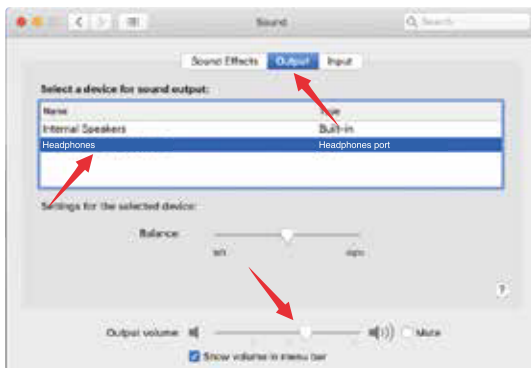 Sound
Search
Sound Effects Output Input
Select a device for sound output:
Name Type
Internal Speakers Built-in
Headphones Headphones port
Settings for the selected device:
Balance:
left right
?
Output volume: Mute
Show volume in menu bar